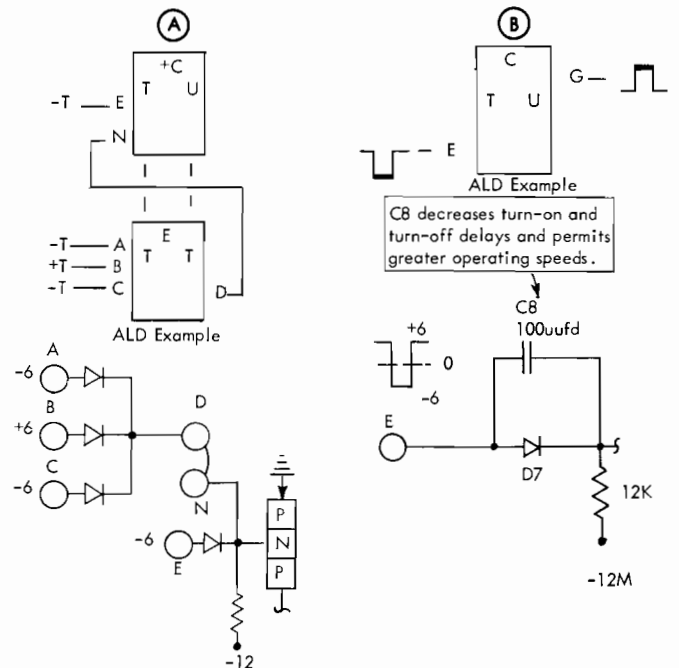 A
+C
T U
-T E
N
E
T T
-T A
+T B
-T C
D
ALD Example
A
-6
B
+6
C
-6
D
N
-6
E
P
N
P
-12
B
C
T U
G
E
ALD Example
C8 decreases turn-on and
turn-off delays and permits
greater operating speeds.
C8
100uufd
+6
0
-6
E
D7
12K
-12M